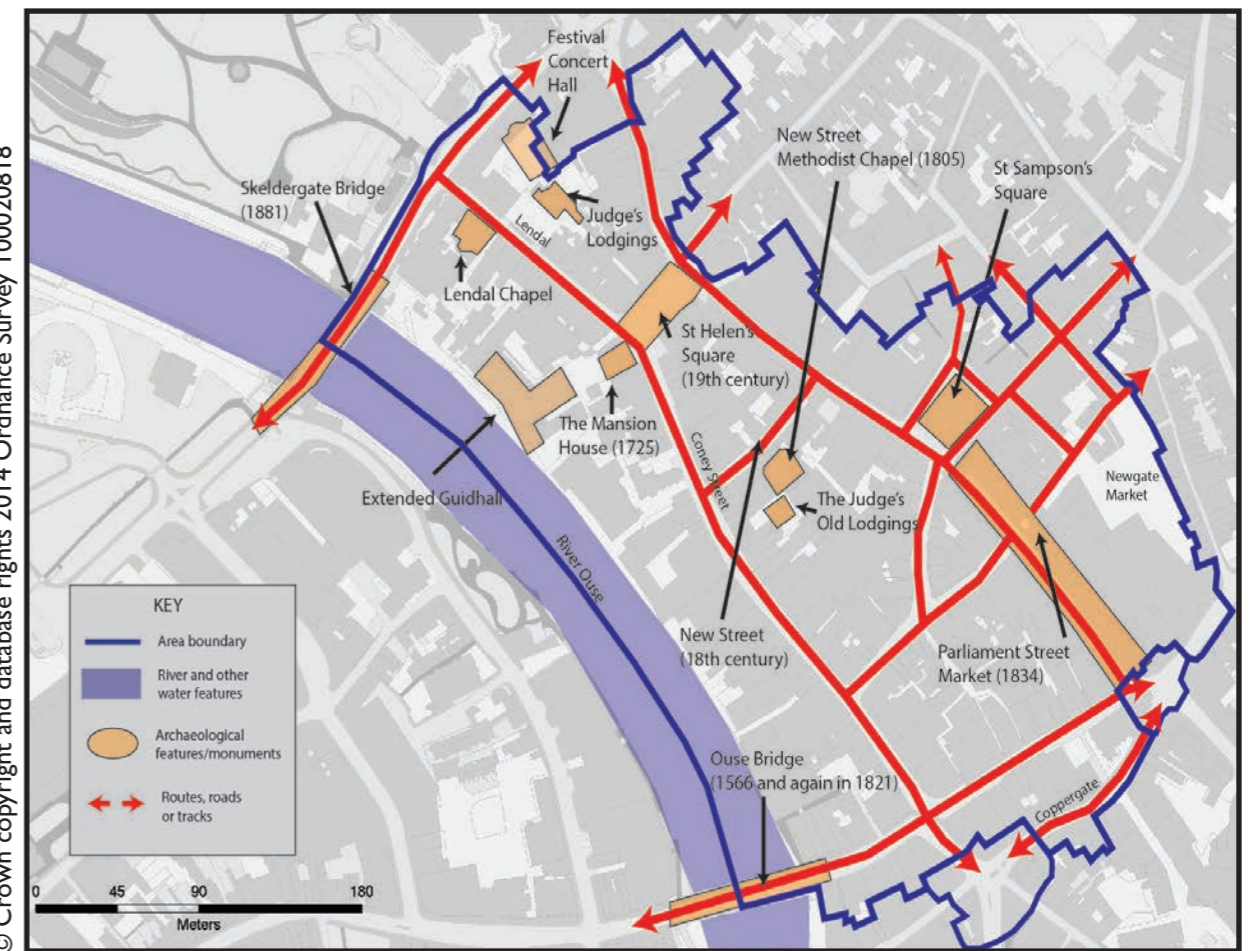 © Crown copyright and database rights 2014 Ordnance Survey 100020818
Festival
Concert
Hall
New Street
Methodist Chapel (1805)
St Sampson's
Square
Skeldergate Bridge
(1881)
Judge's
Lodgings
Lendal
Lendal Chapel
St Helen's
Square
(19th century)
The Mansion
House (1725)
Coney Street
Extended Guidhall
The Judge's
Old Lodgings
Newgate
Market
River Ouse
New Street
(18th century)
Parliament Street
Market (1834)
Ouse Bridge
(1566 and again in 1821)
Coppergate
KEY
Area boundary
River and other
water features
Archaeological
features/monuments
Routes, roads
or tracks
0 45 90 180
Meters